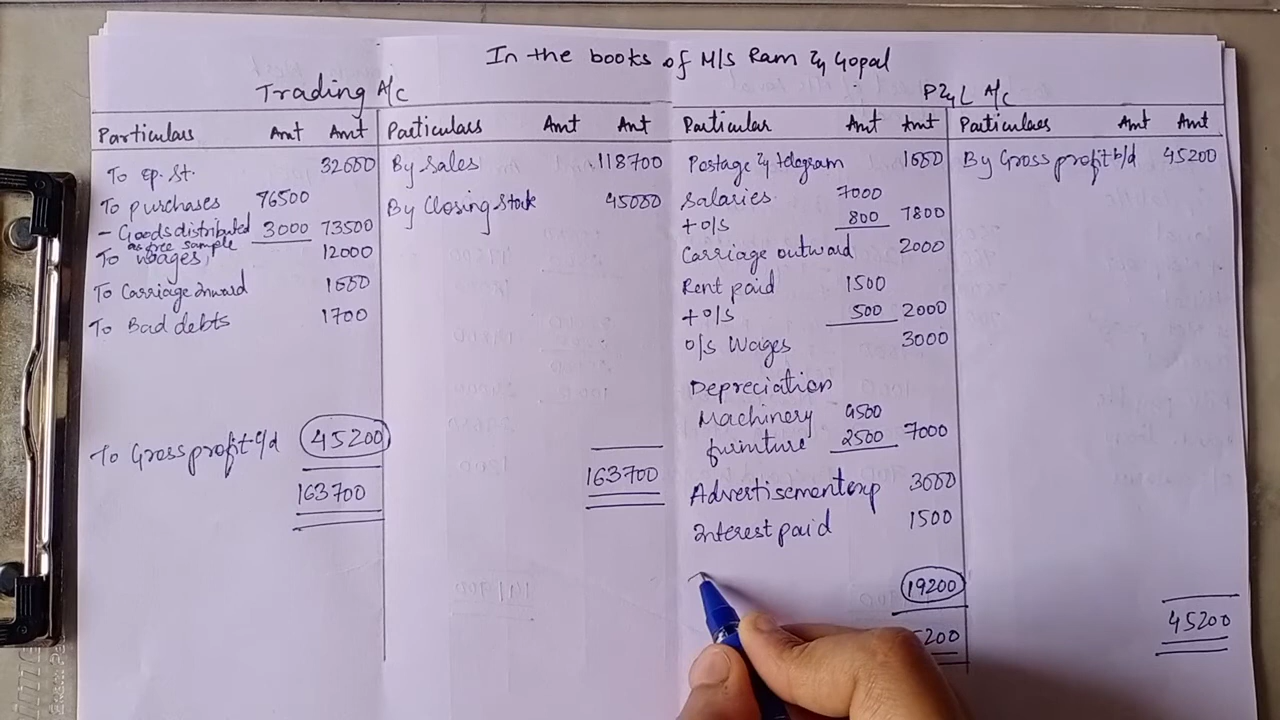 In the books of M/S Ram & Gopal
Trading A/c
Particulars Amt Amt Particulars Amt Amt
To Op. St. 32000 By Sales 118700
To purchases 76500 By Closing Stock 45000
- Goods distributed as free sample 3000 73500
To wages, 12000
To Carriage Inward 1000
To Bad debts 1700
To Gross profit c/d 45200
163700 163700
P & L A/c
Particular Amt Amt Particulars Amt Amt
Postage & telegram 1000 By Gross profit b/d 45200
Salaries 7000
+ o/s 800 7800
Carriage outward 2000
Rent paid 1500
+ o/s 500 2000
o/s Wages 3000
Depreciation
Machinery 4500
furniture 2500 7000
Advertisement exp 3000
Interest paid 1500
19200
5200 45200